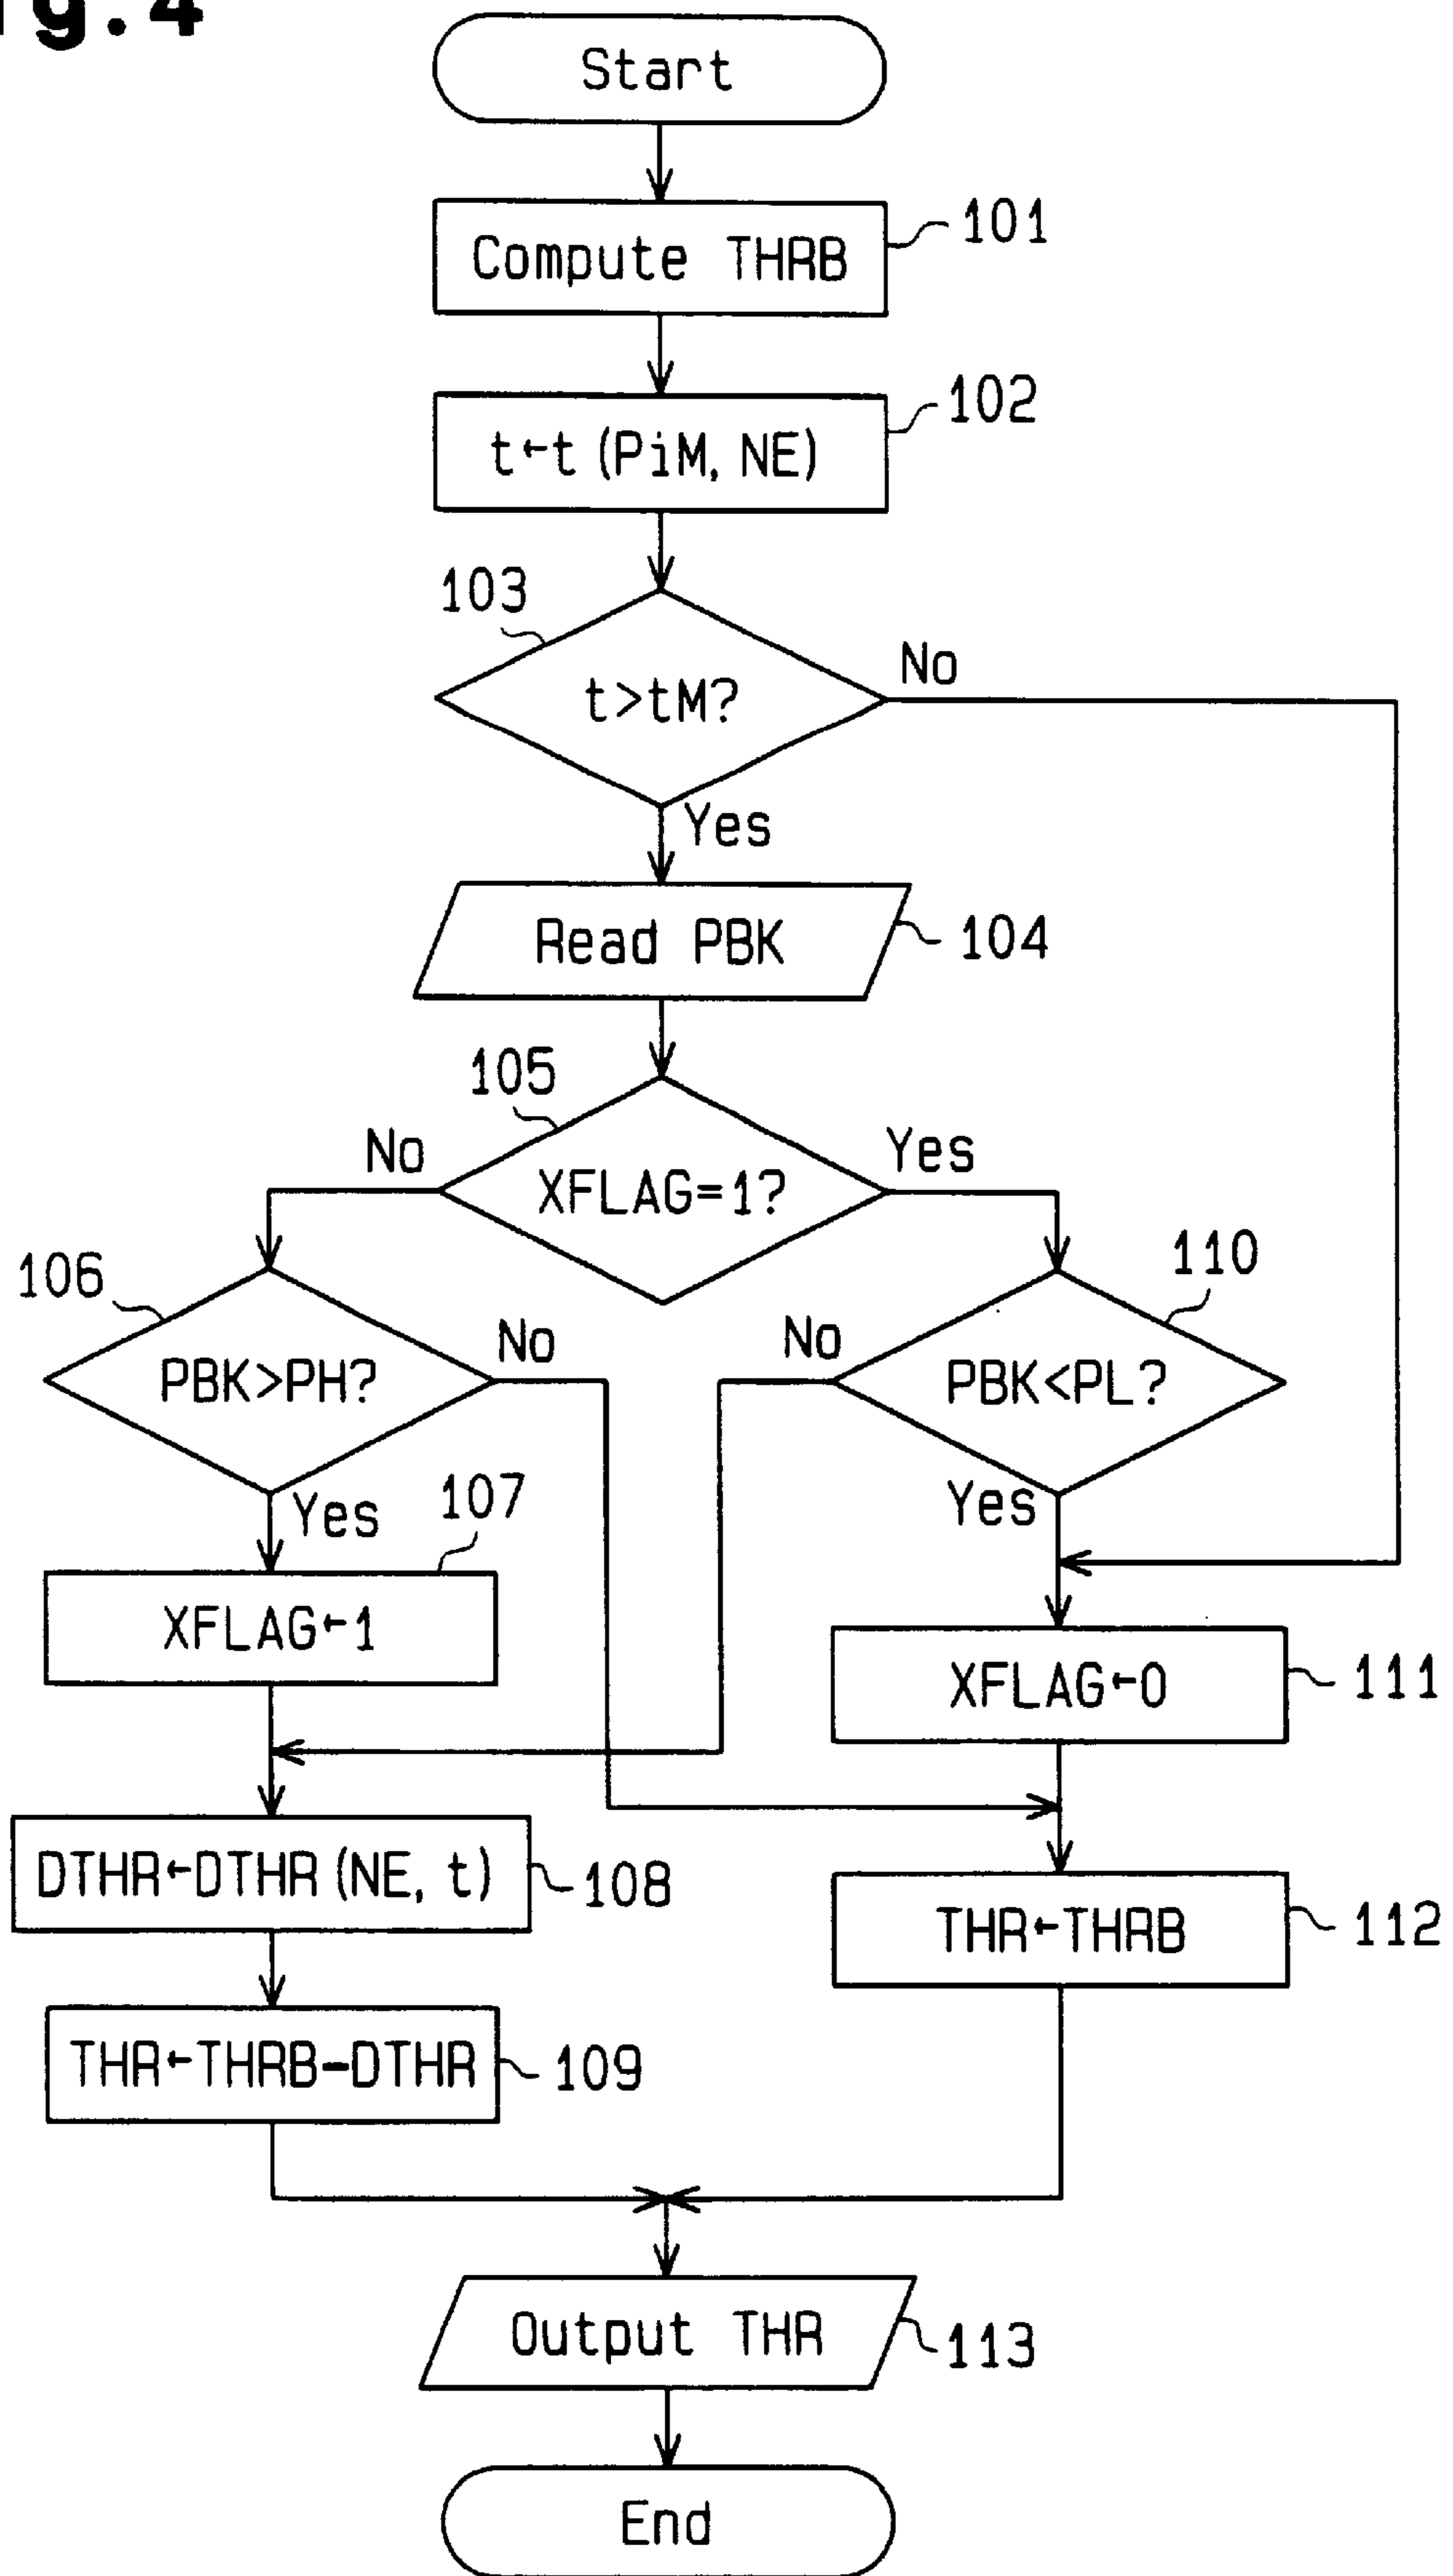 g.4
Start
Compute THRB
101
t←t (PiM, NE)
102
103
t>tM?
No
Yes
Read PBK
104
105
No
XFLAG=1?
Yes
106
PBK>PH?
No
110
No
PBK<PL?
Yes
107
Yes
XFLAG←1
XFLAG←0
111
DTHR←DTHR (NE, t)
108
THR←THRB
112
THR←THRB-DTHR
109
Output THR
113
End